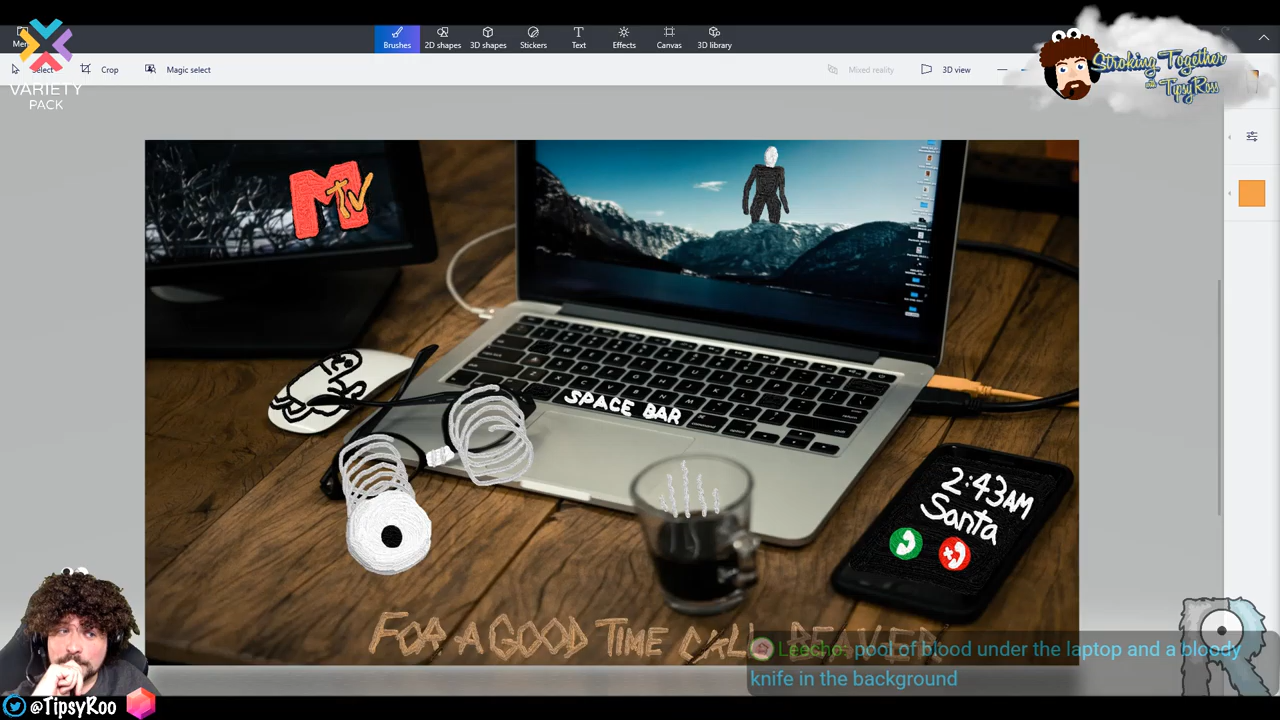 Brushes
2D shapes
3D shapes
Stickers
Text
Effects
Canvas
3D library
Select
Crop
Magic select
Mixed reality
3D view
VARIETY
PACK
Stroking Together
with TipsyRoss
MTV
SPACE BAR
2:43AM
Santa
FOR A GOOD TIME CALL BEAVER
Leecho: pool of blood under the laptop and a bloody
knife in the background
@TipsyRoo
R